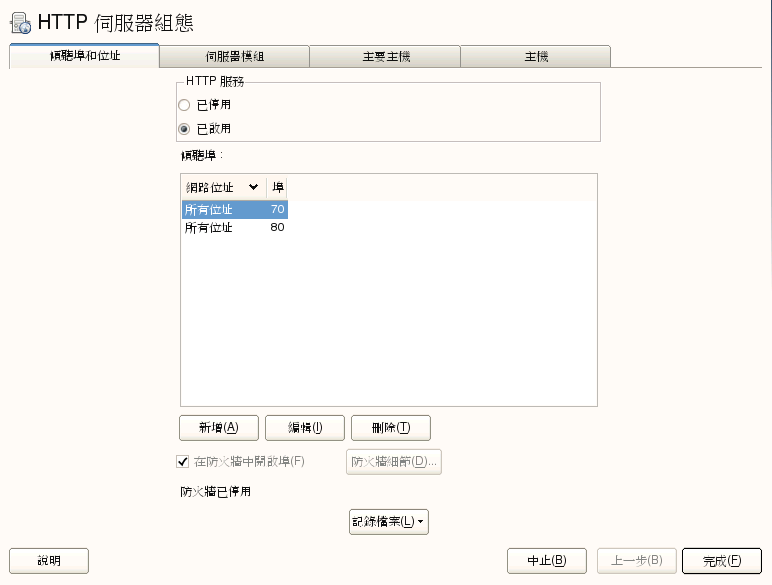 HTTP 伺服器組態
傾聽埠和位址 伺服器模組 主要主機 主機
HTTP 服務
已停用
已啟用
傾聽埠：
網路位址 埠
所有位址 70
所有位址 80
新增(A) 編輯(I) 刪除(T)
在防火牆中開啟埠(F) 防火牆細節(D)...
防火牆已停用
記錄檔案(L)
說明 中止(B) 上一步(B) 完成(F)